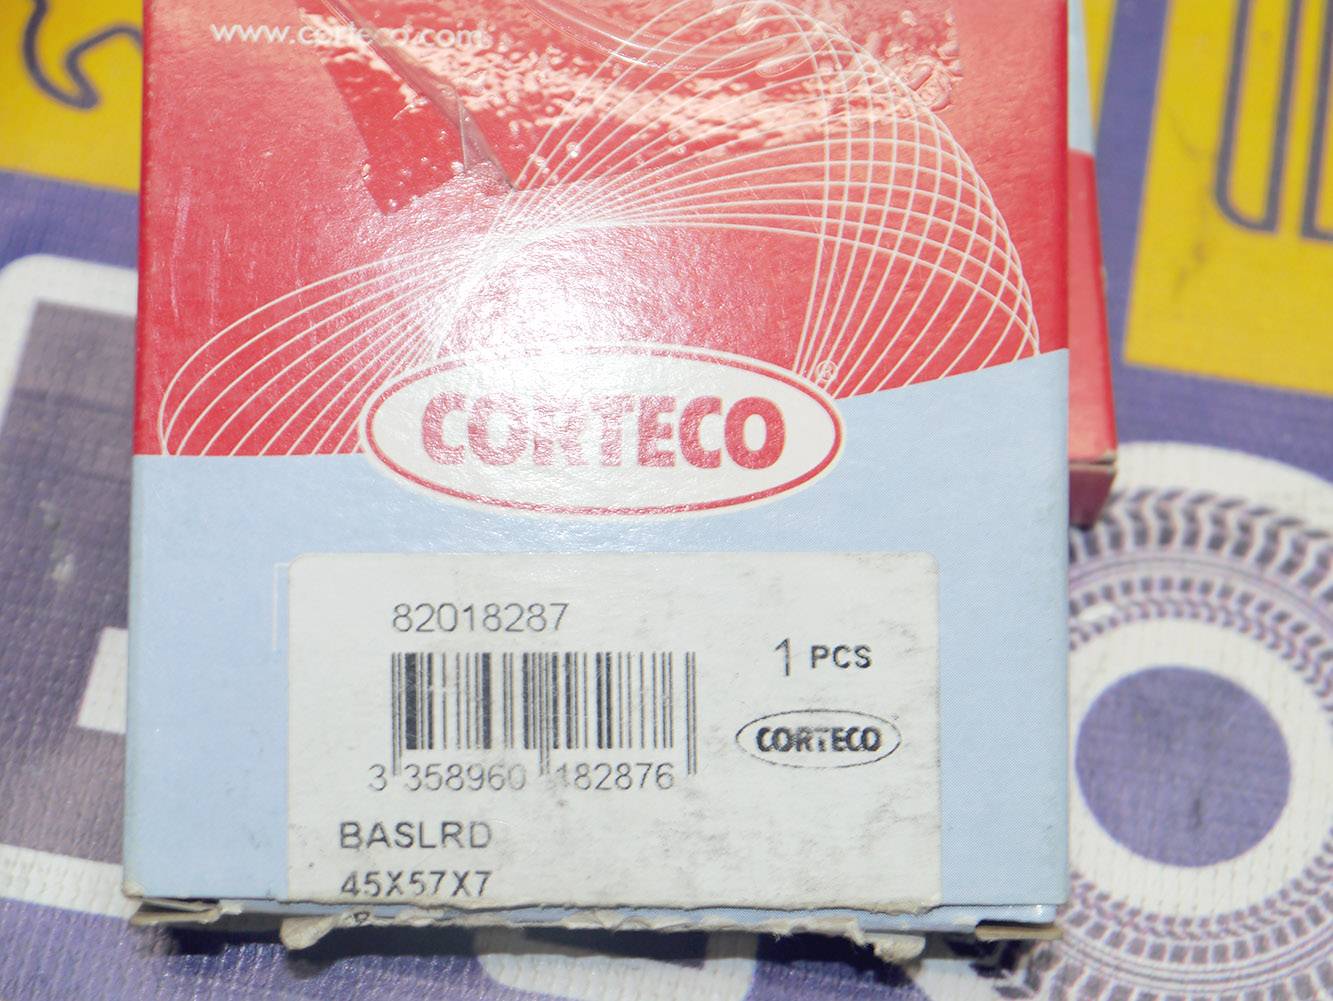 www.corteco.com
CORTECO®
82018287
1 PCS
CORTECO
3 358960 182876
BASLRD
45X57X7